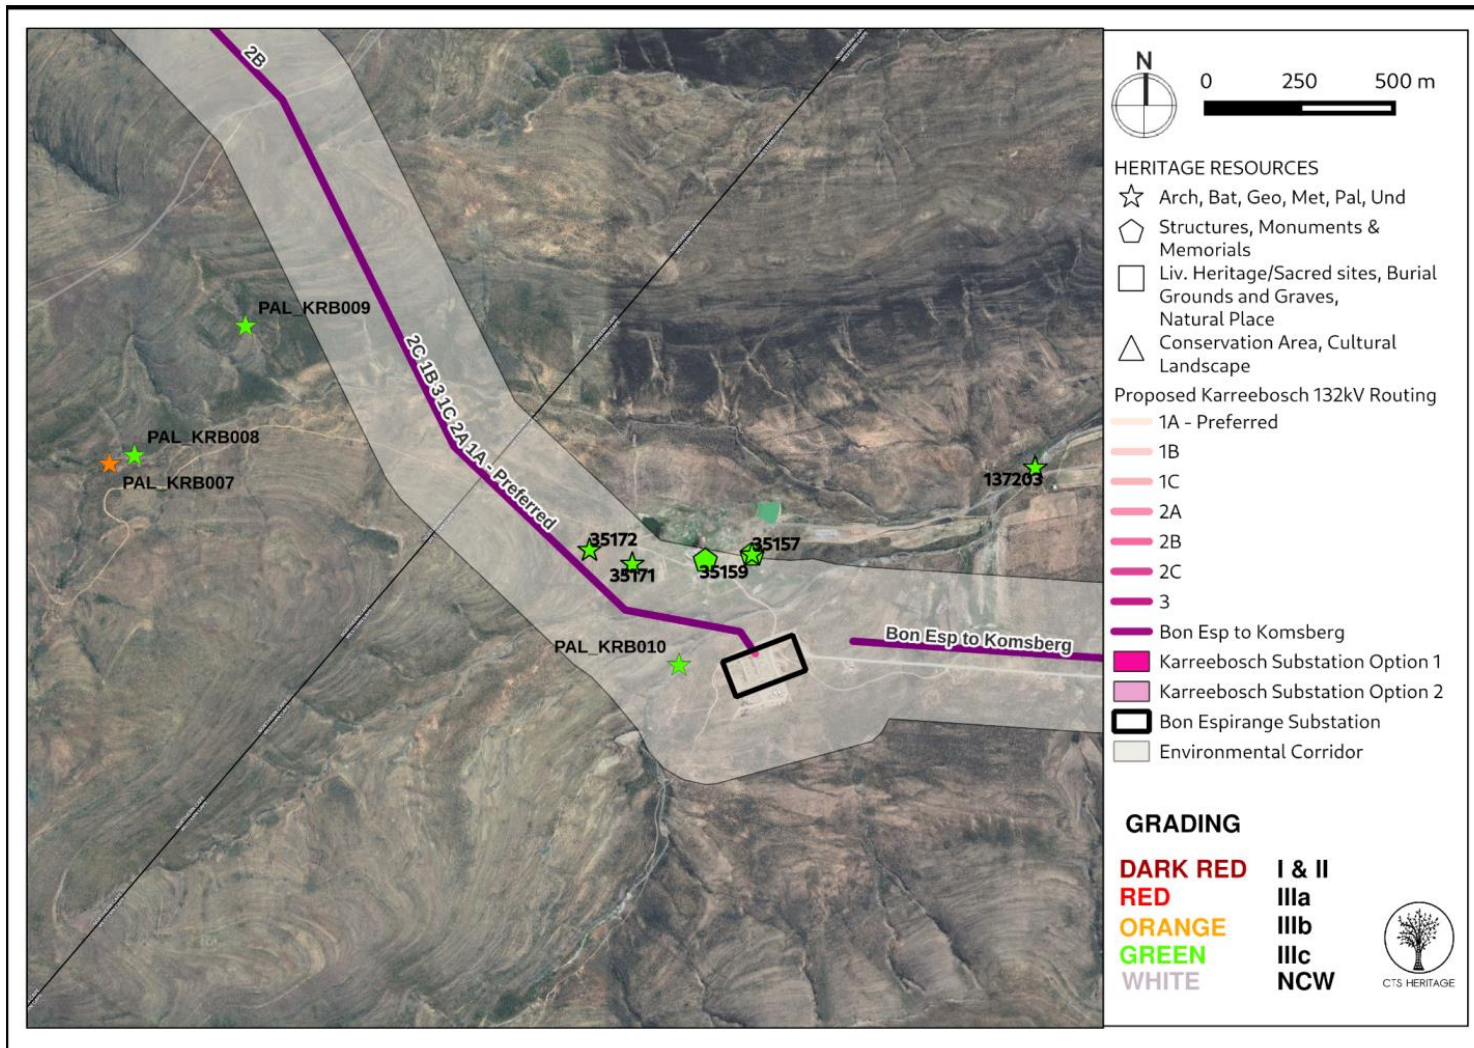 2B
PAL_KRB009
2C 1B 3 1C 2A 1A - Preferred
PAL_KRB008
PAL_KRB007
137203
35172
35171
35159
35157
PAL_KRB010
Bon Esp to Komsberg
N
0 250 500 m
HERITAGE RESOURCES
Arch, Bat, Geo, Met, Pal, Und
Structures, Monuments &
Memorials
Liv. Heritage/Sacred sites, Burial
Grounds and Graves,
Natural Place
Conservation Area, Cultural
Landscape
Proposed Karreebosch 132kV Routing
1A - Preferred
1B
1C
2A
2B
2C
3
Bon Esp to Komsberg
Karreebosch Substation Option 1
Karreebosch Substation Option 2
Bon Espirange Substation
Environmental Corridor
GRADING
DARK RED I & II
RED IIIa
ORANGE IIIb
GREEN IIIc
WHITE NCW
CTS HERITAGE